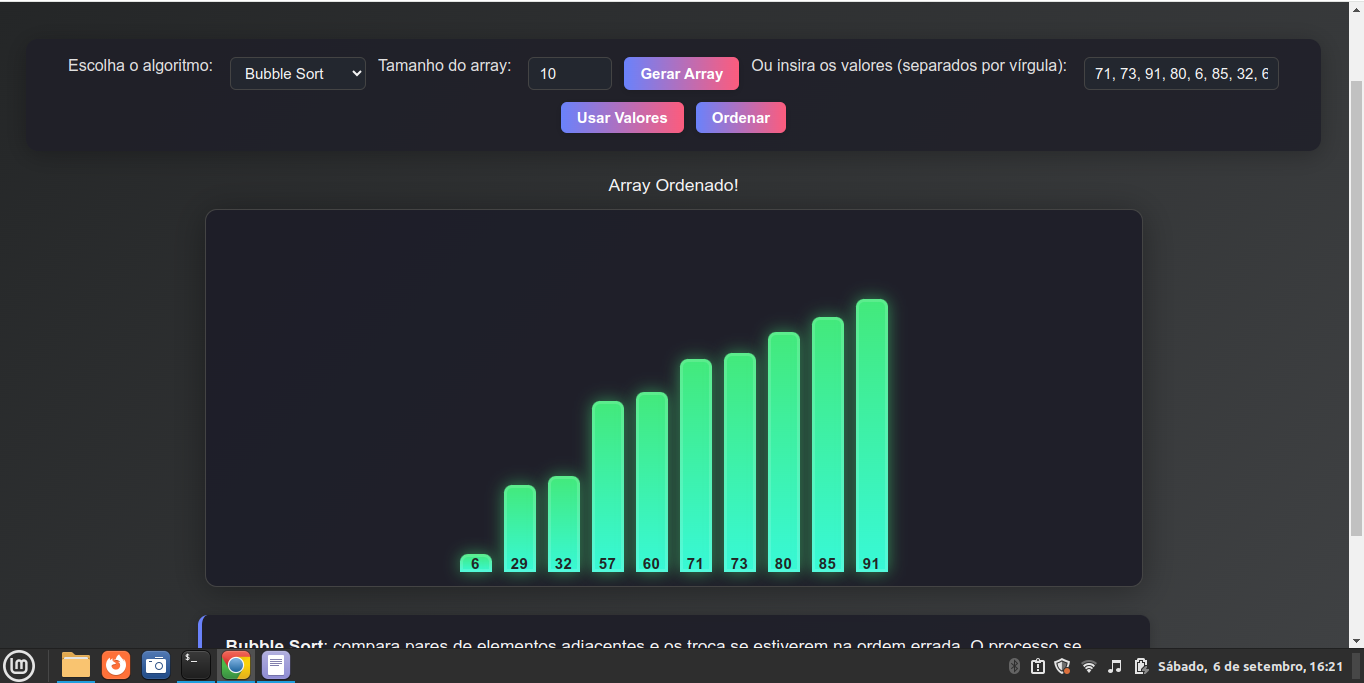 Escolha o algoritmo: Bubble Sort Tamanho do array: 10 Gerar Array Ou insira os valores (separados por vírgula): 71, 73, 91, 80, 6, 85, 32, 6
Usar Valores Ordenar
Array Ordenado!
6 29 32 57 60 71 73 80 85 91
Bubble Sort: compara pares de elementos adjacentes e os troca se estiverem na ordem errada. O processo se
$_ Sábado, 6 de setembro, 16:21